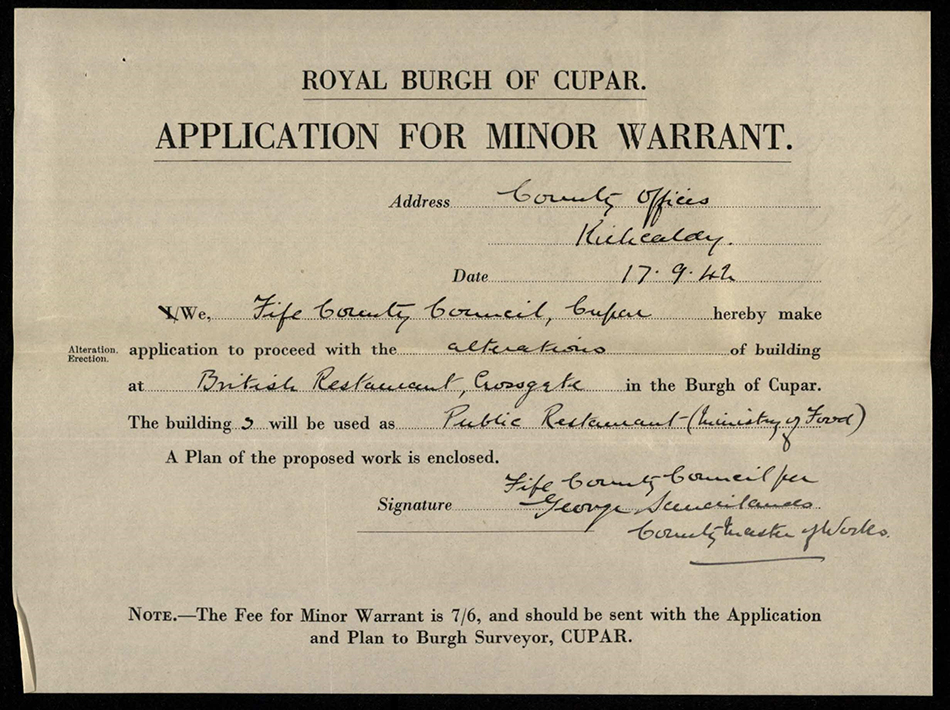 ROYAL BURGH OF CUPAR.
APPLICATION FOR MINOR WARRANT.
Address County Offices
Kirkcaldy.
Date 17.9.42
I/We, Fife County Council, Cupar hereby make
Alteration.
Erection.
application to proceed with the alterations of building
at British Restaurant, Crossgate in the Burgh of Cupar.
The building s will be used as Public Restaurant (Ministry of Food)
A Plan of the proposed work is enclosed.
Fife County Council per
Signature George Sandilands
County Master of Works.
NOTE.—The Fee for Minor Warrant is 7/6, and should be sent with the Application
and Plan to Burgh Surveyor, CUPAR.